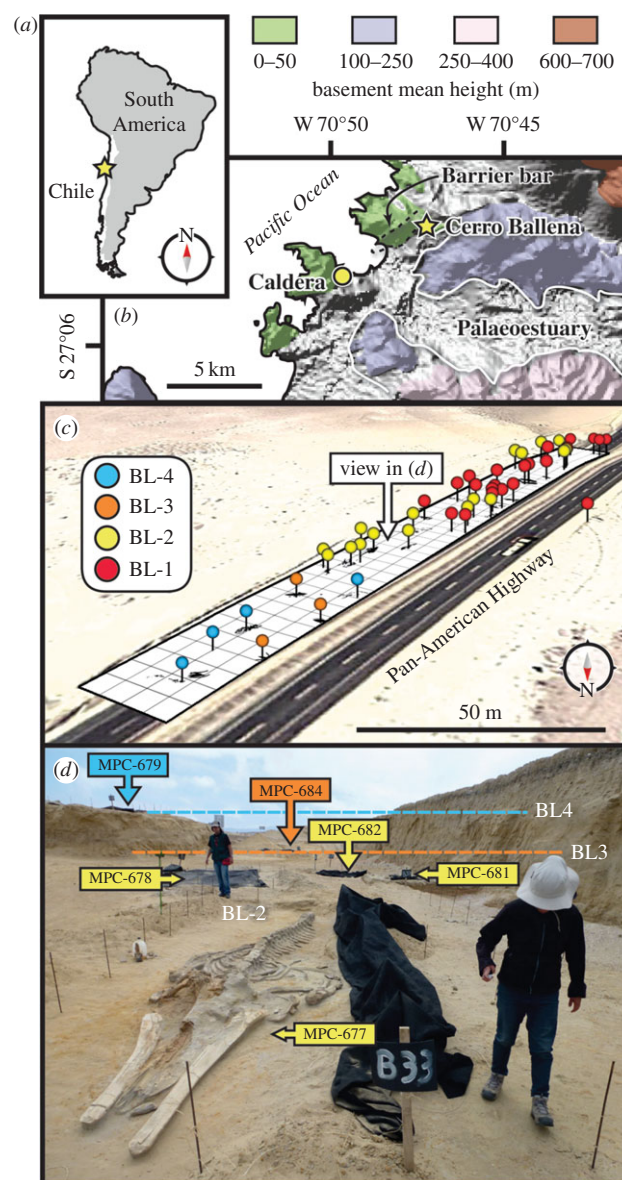 (a)
0–50
100–250
250–400
600–700
basement mean height (m)
W 70°50
W 70°45
South
America
Chile
N
Pacific Ocean
Barrier bar
Cerro Ballena
Caldera
Palaeoestuary
(b)
S 27°06
5 km
(c)
BL-4
BL-3
BL-2
BL-1
view in (d)
Pan-American Highway
N
50 m
(d)
MPC-679
MPC-684
BL4
MPC-682
BL3
MPC-678
MPC-681
BL-2
MPC-677
B33